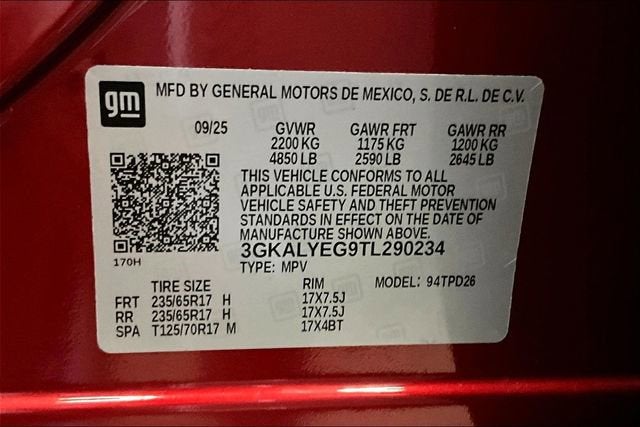 gm
MFD BY GENERAL MOTORS DE MEXICO, S. DE R.L. DE C.V.
09/25 GVWR GAWR FRT GAWR RR
2200 KG 1175 KG 1200 KG
4850 LB 2590 LB 2645 LB
THIS VEHICLE CONFORMS TO ALL
APPLICABLE U.S. FEDERAL MOTOR
VEHICLE SAFETY AND THEFT PREVENTION
STANDARDS IN EFFECT ON THE DATE OF
MANUFACTURE SHOWN ABOVE.
170H
3GKALYEG9TL290234
TYPE: MPV MODEL: 94TPD26
TIRE SIZE RIM
FRT 235/65R17 H 17X7.5J
RR 235/65R17 H 17X7.5J
SPA T125/70R17 M 17X4BT